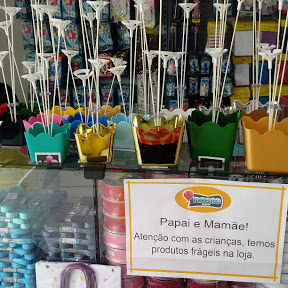 Papai e Mamãe!
Atenção com as crianças, temos
produtos frágeis na loja.